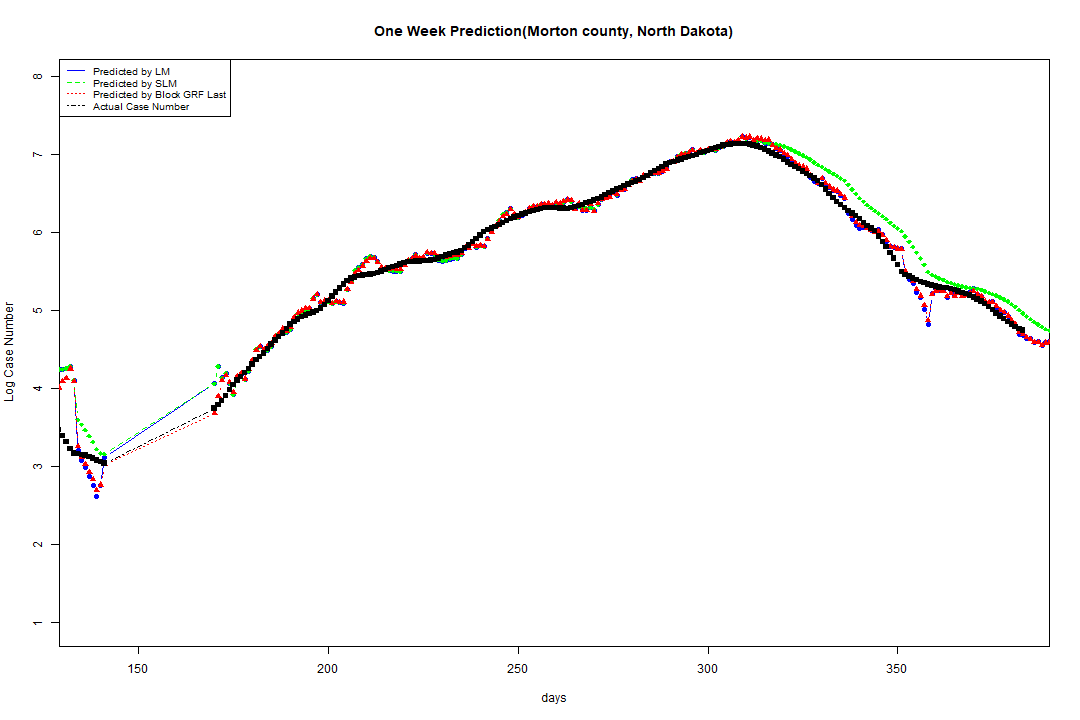 One Week Prediction(Morton county, North Dakota)
Predicted by LM
Predicted by SLM
Predicted by Block GRF Last
Actual Case Number
8
7
6
5
4
3
2
1
Log Case Number
150 200 250 300 350
days